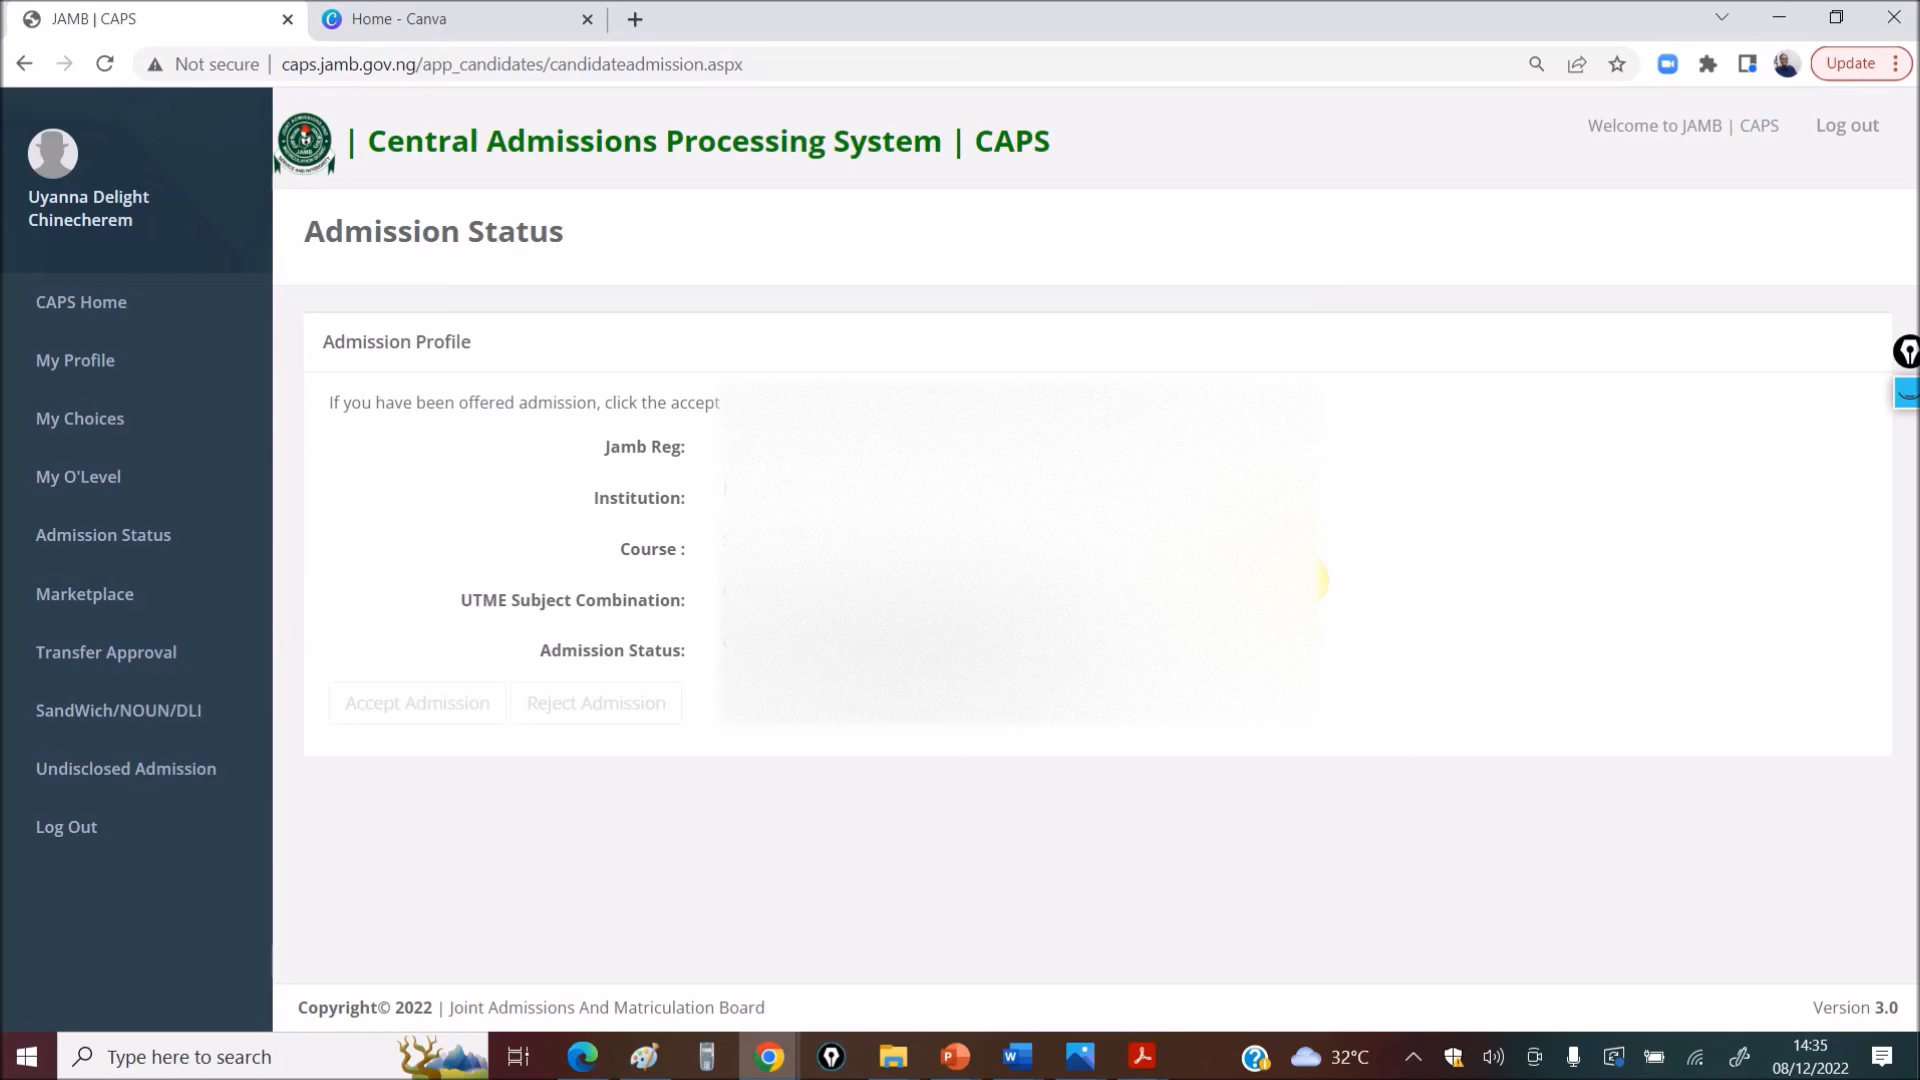 JAMB | CAPS
Home - Canva
Not secure | caps.jamb.gov.ng/app_candidates/candidateadmission.aspx
Update
Uyanna Delight
Chinecherem
CAPS Home
My Profile
My Choices
My O'Level
Admission Status
Marketplace
Transfer Approval
SandWich/NOUN/DLI
Undisclosed Admission
Log Out
| Central Admissions Processing System | CAPS
Welcome to JAMB | CAPS
Log out
Admission Status
Admission Profile
If you have been offered admission, click the accept
Jamb Reg:
Institution:
Course :
UTME Subject Combination:
Admission Status:
Accept Admission
Reject Admission
Copyright© 2022 | Joint Admissions And Matriculation Board
Version 3.0
Type here to search
32°C
14:35
08/12/2022